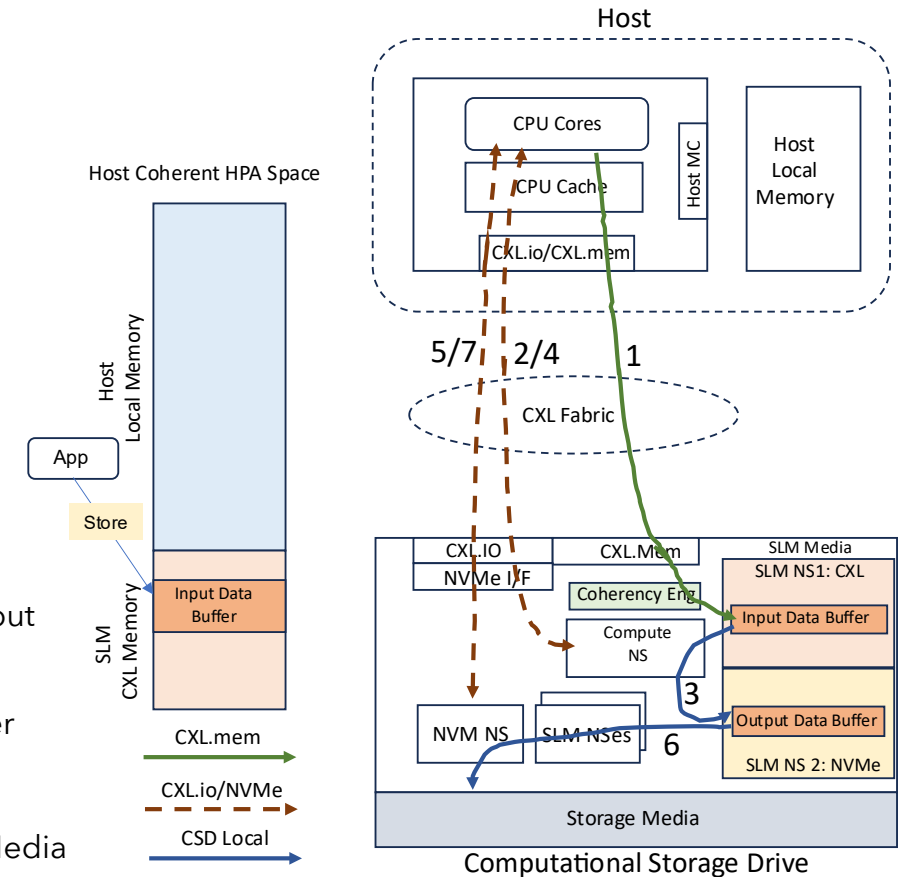 Host
CPU Cores
CPU Cache
Host MC
Host
Local
Memory
CXL.io/CXL.mem
Host Coherent HPA Space
Host
Local Memory
App
Store
Input Data
Buffer
SLM
CXL Memory
5/7
2/4
1
CXL Fabric
CXL.IO
NVMe I/F
CXL.Mem
Coherency Eng
Compute
NS
SLM Media
SLM NS1: CXL
Input Data Buffer
3
Output Data Buffer
SLM NS 2: NVMe
NVM NS
SLM NSes
6
Storage Media
Computational Storage Drive
CXL.mem
CXL.io/NVMe
CSD Local